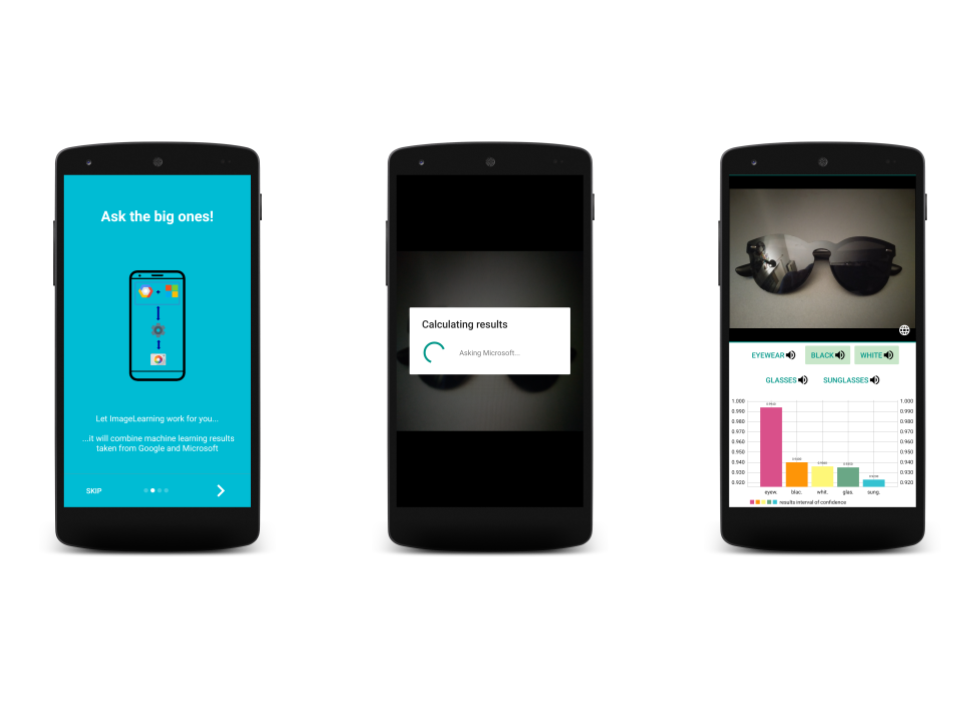 Ask the big ones!
Let ImageLearning work for you...
...It will combine machine learning results
taken from Google and Microsoft
SKIP
Calculating results
Asking Microsoft...
EYEWEAR BLACK WHITE
GLASSES SUNGLASSES
1.000 1.000
0.990 0.990
0.980 0.980
0.970 0.970
0.960 0.960
0.950 0.950
0.940 0.940
0.930 0.930
0.920 0.920
eyew. blac. whit. glas. sung.
results interval of confidence